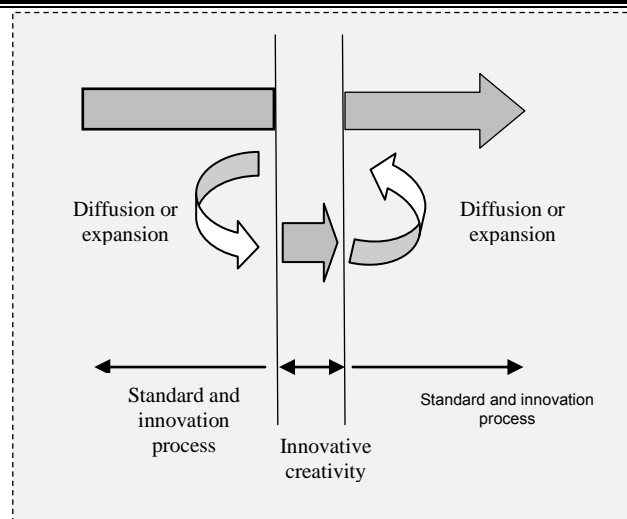 Diffusion or
expansion
Diffusion or
expansion
Standard and
innovation
process
Innovative
creativity
Standard and innovation
process